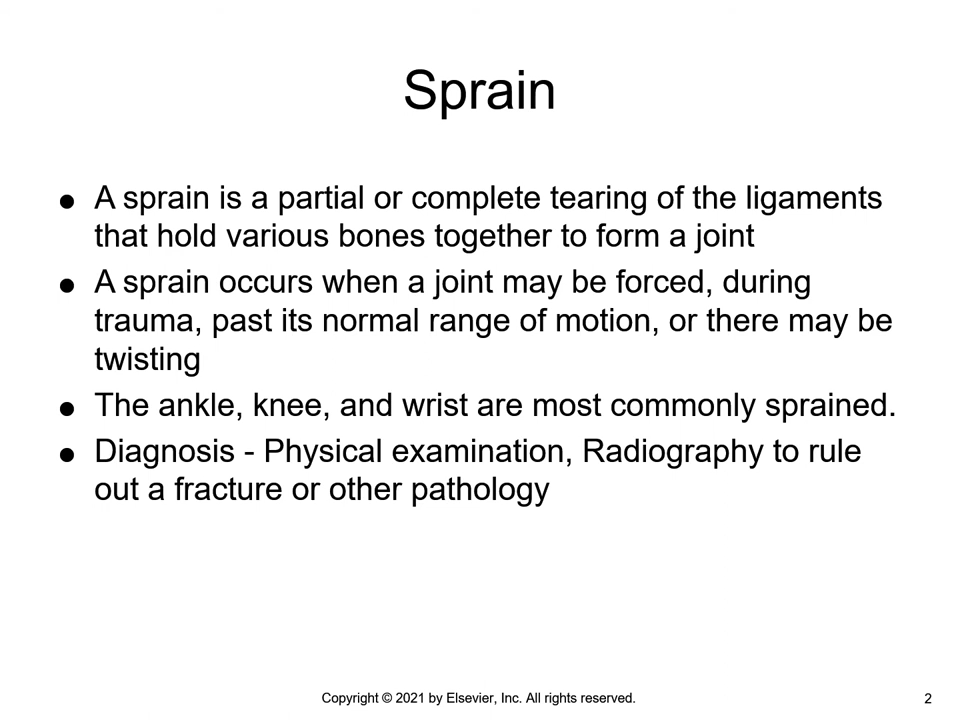 Sprain
● A sprain is a partial or complete tearing of the ligaments
that hold various bones together to form a joint
● A sprain occurs when a joint may be forced, during
trauma, past its normal range of motion, or there may be
twisting
● The ankle, knee, and wrist are most commonly sprained.
● Diagnosis - Physical examination, Radiography to rule
out a fracture or other pathology
Copyright © 2021 by Elsevier, Inc. All rights reserved.
2